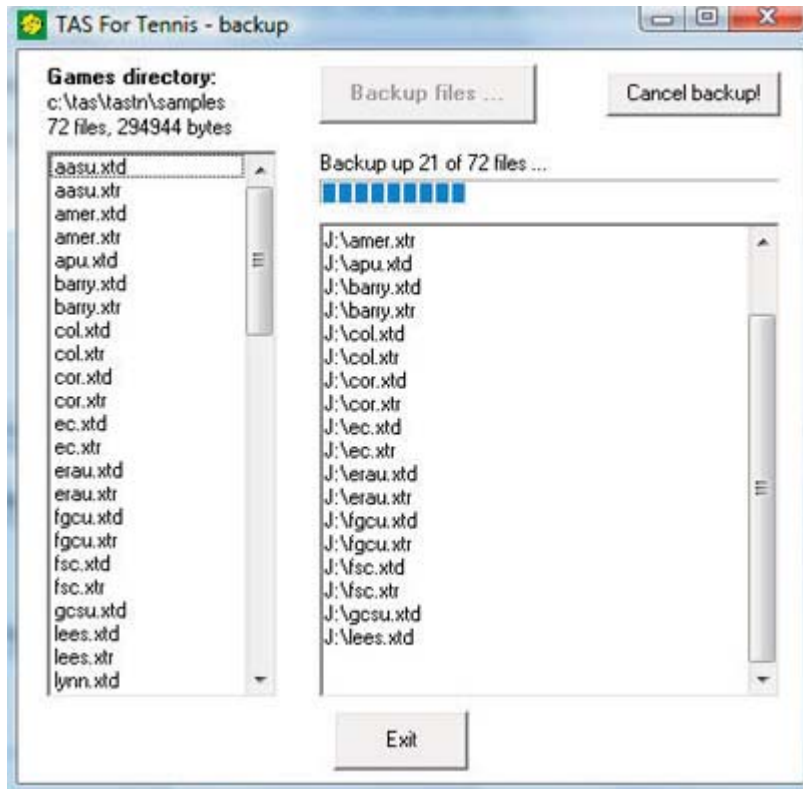 TAS For Tennis - backup
Games directory:
c:\tas\tastn\samples
72 files, 294944 bytes
Backup files ...
Cancel backup!
Backup up 21 of 72 files ...
aasu.xtd
aasu.xtr
amer.xtd
amer.xtr
apu.xtd
barry.xtd
barry.xtr
col.xtd
col.xtr
cor.xtd
cor.xtr
ec.xtd
ec.xtr
erau.xtd
erau.xtr
fgcu.xtd
fgcu.xtr
fsc.xtd
fsc.xtr
gcsu.xtd
lees.xtd
lees.xtr
lynn.xtd
J:\amer.xtr
J:\apu.xtd
J:\barry.xtd
J:\barry.xtr
J:\col.xtd
J:\col.xtr
J:\cor.xtd
J:\cor.xtr
J:\ec.xtd
J:\ec.xtr
J:\erau.xtd
J:\erau.xtr
J:\fgcu.xtd
J:\fgcu.xtr
J:\fsc.xtd
J:\fsc.xtr
J:\gcsu.xtd
J:\lees.xtd
Exit